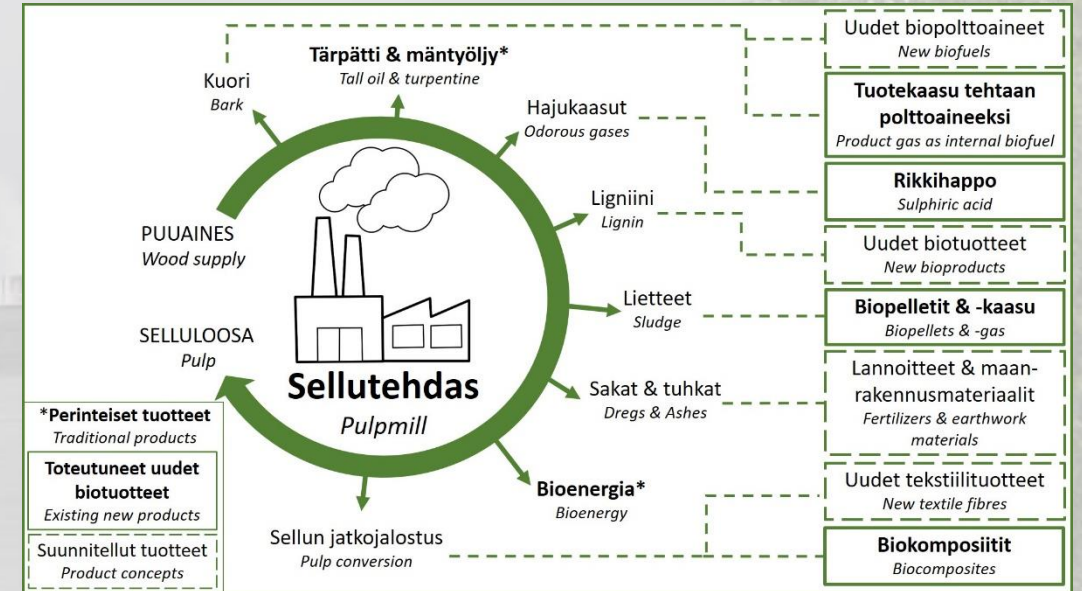 Kuori
Bark
Tärpätti & mäntyöljy*
Tall oil & turpentine
Hajukaasut
Odorous gases
Ligniini
Lignin
Lietteet
Sludge
Sakat & tuhkat
Dregs & Ashes
Bioenergia*
Bioenergy
Sellun jatkojalostus
Pulp conversion
PUUAINES
Wood supply
SELLULOOSA
Pulp
Sellutehdas
Pulpmill
*Perinteiset tuotteet
Traditional products
Toteutuneet uudet
biotuotteet
Existing new products
Suunnitellut tuotteet
Product concepts
Uudet biopolttoaineet
New biofuels
Tuotekaasu tehtaan
polttoaineeksi
Product gas as internal biofuel
Rikkihappo
Sulphiric acid
Uudet biotuotteet
New bioproducts
Biopelletit & -kaasu
Biopellets & -gas
Lannoitteet & maan-
rakennusmateriaalit
Fertilizers & earthwork
materials
Uudet tekstiilituotteet
New textile fibres
Biokomposiitit
Biocomposites